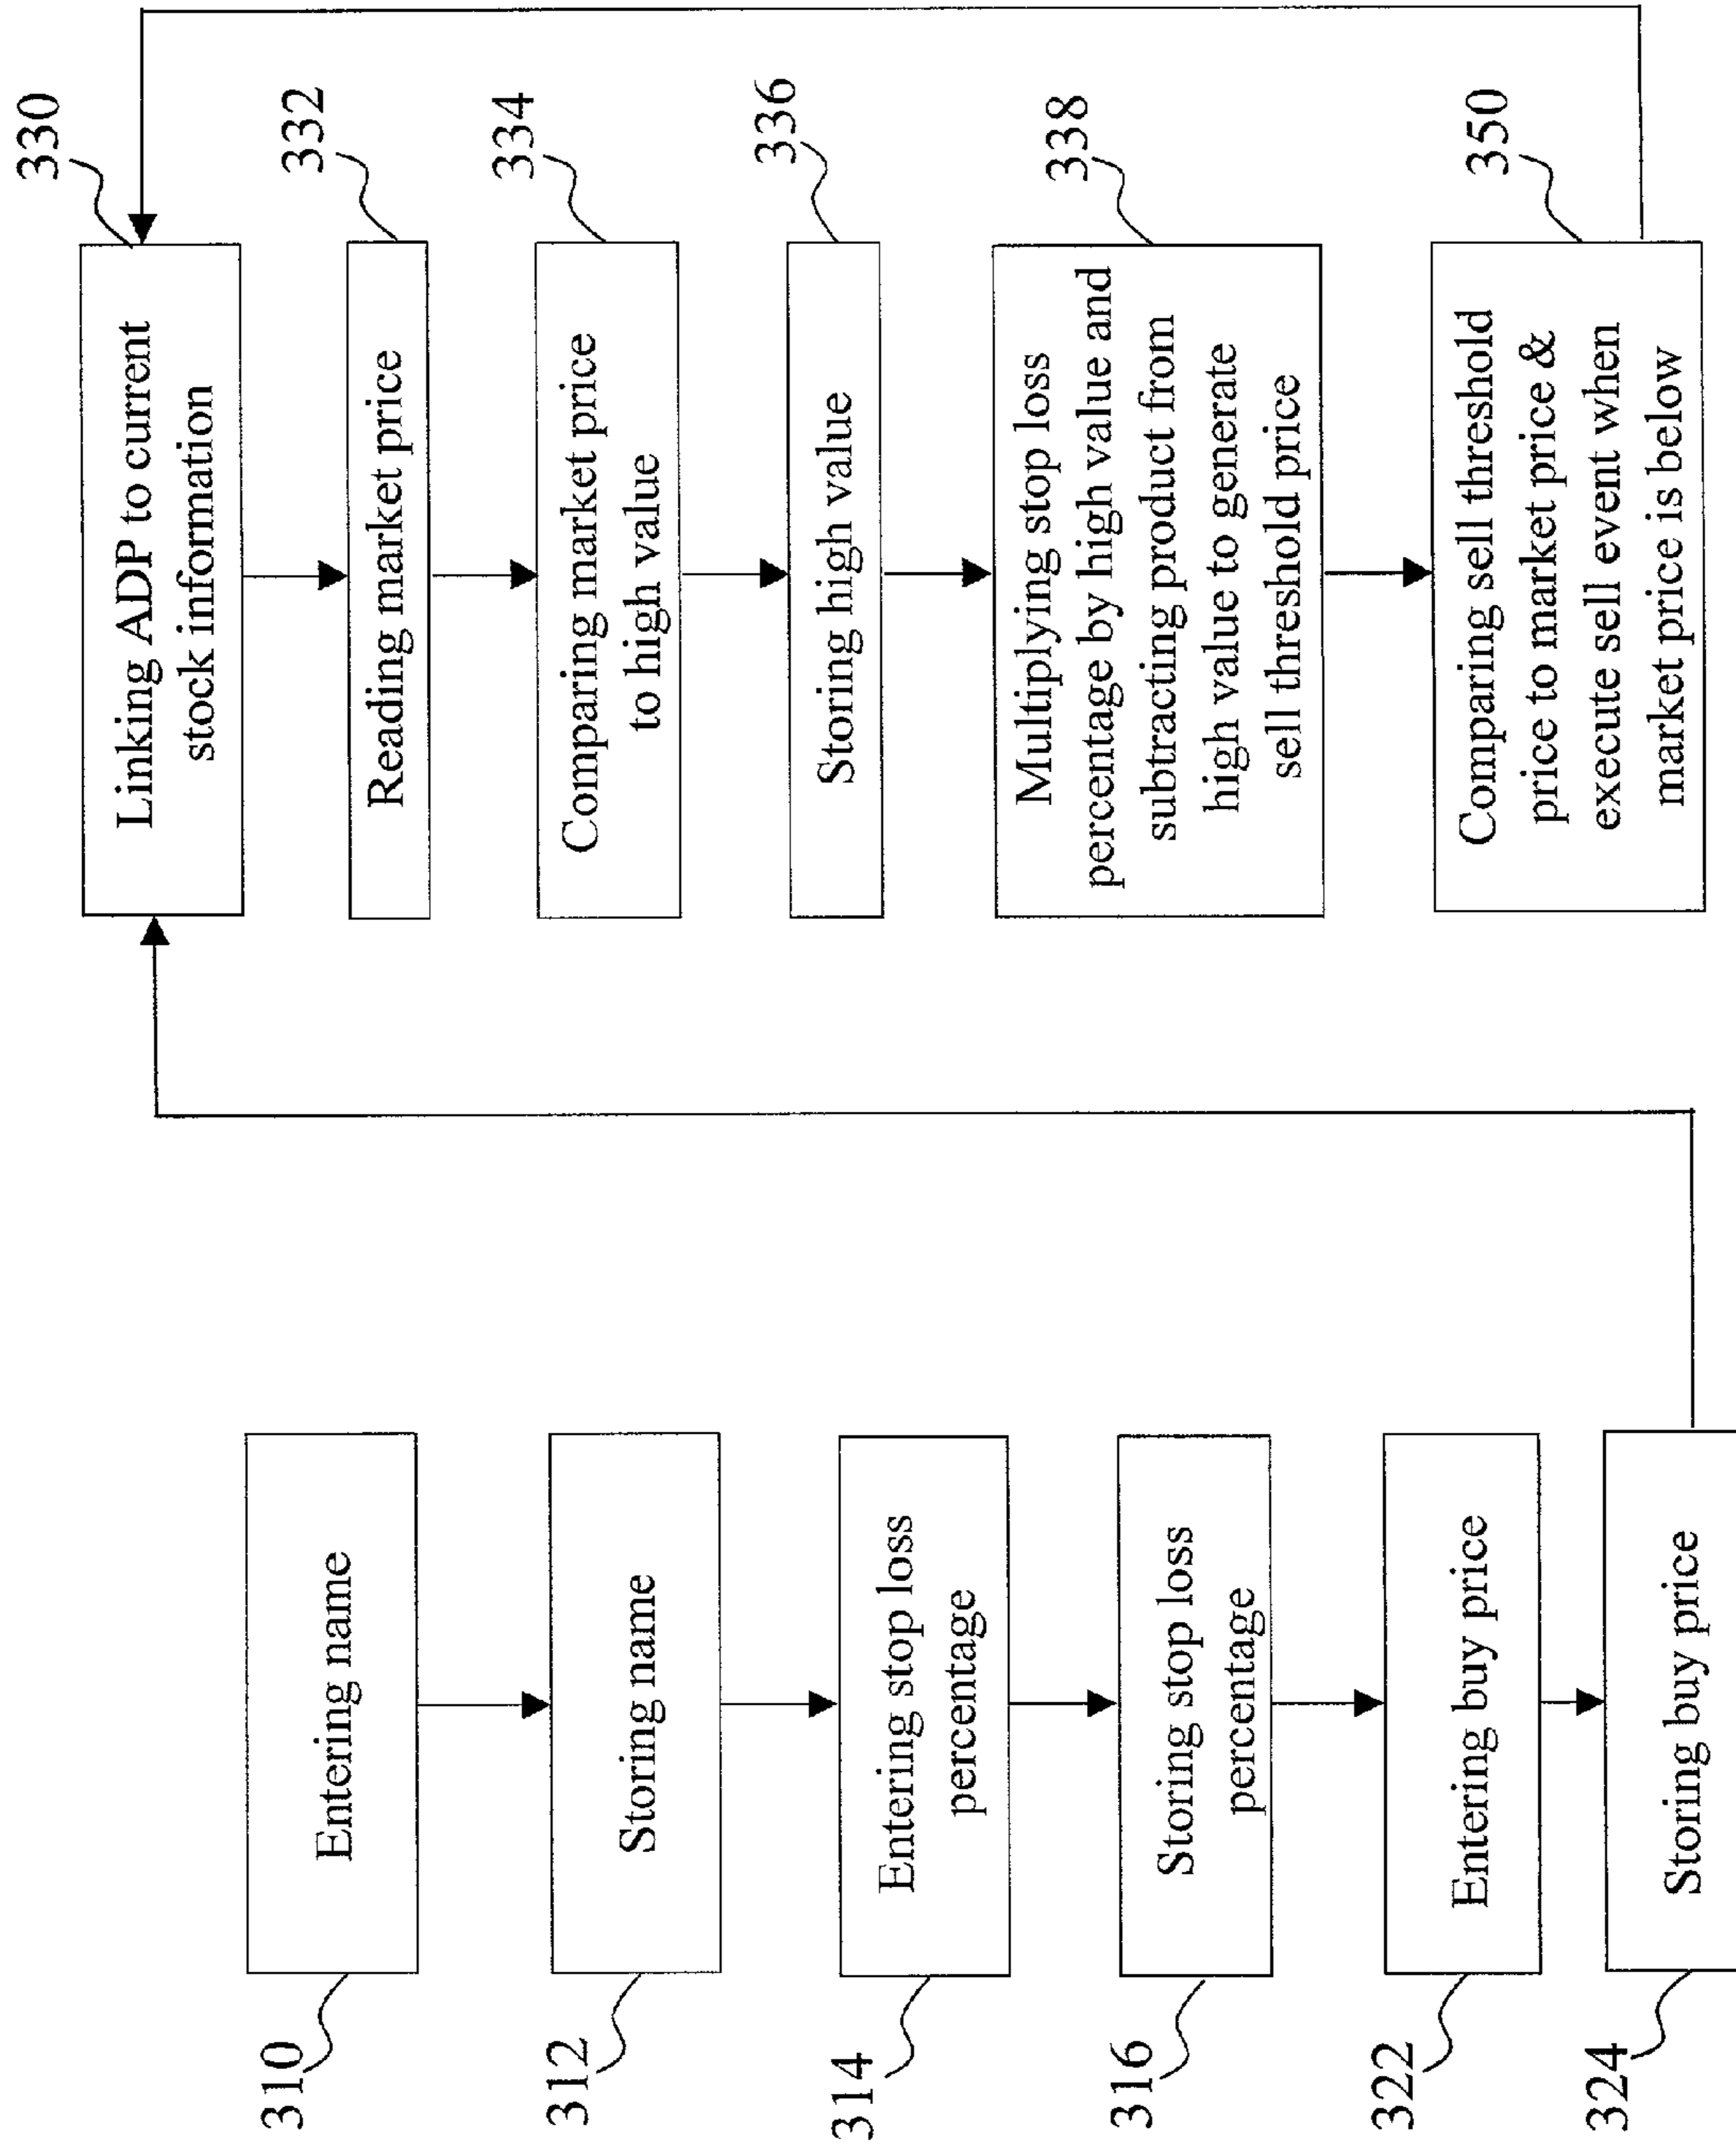 310
Entering name
312
Storing name
314
Entering stop loss
percentage
316
Storing stop loss
percentage
322
Entering buy price
324
Storing buy price
330
Linking ADP to current
stock information
332
Reading market price
334
Comparing market price
to high value
336
Storing high value
338
Multiplying stop loss
percentage by high value and
subtracting product from
high value to generate
sell threshold price
350
Comparing sell threshold
price to market price &
execute sell event when
market price is below